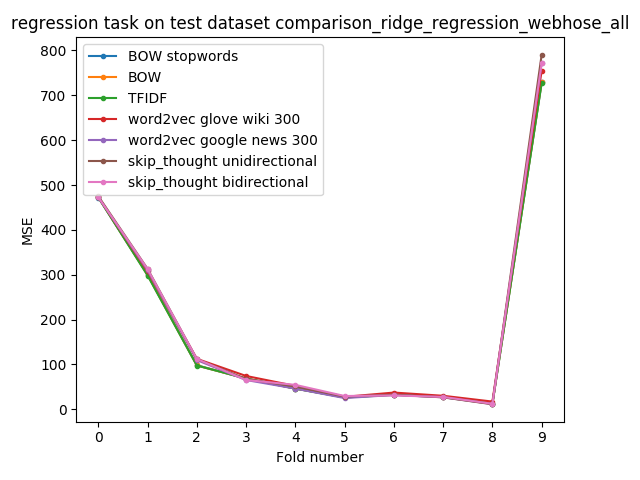 regression task on test dataset comparison_ridge_regression_webhose_all
800
700
600
500
400
300
200
100
0
MSE
BOW stopwords
BOW
TFIDF
word2vec glove wiki 300
word2vec google news 300
skip_thought unidirectional
skip_thought bidirectional
0 1 2 3 4 5 6 7 8 9
Fold number